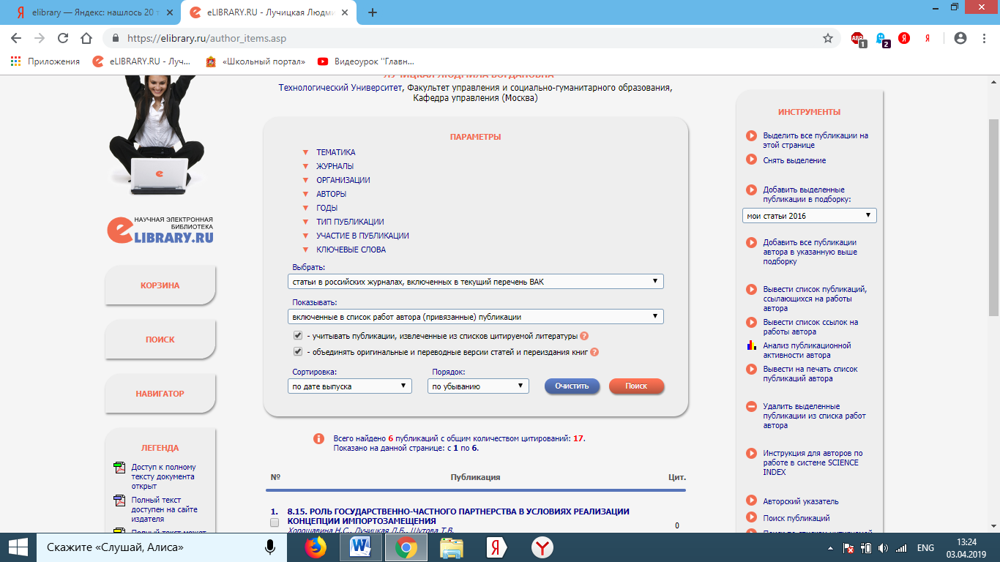 elibrary — Яндекс: нашлось 20 т
eLIBRARY.RU - Лучицкая Людми
https://elibrary.ru/author_items.asp
ABP
1
2
Я
Я
Приложения
eLIBRARY.RU - Луч...
«Школьный портал»
Видеоурок "Главн...
ЛУЧИЦКАЯ ЛЮДМИЛА БОГДАНОВНА
Технологический Университет, Факультет управления и социально-гуманитарного образования,
Кафедра управления (Москва)
НАУЧНАЯ ЭЛЕКТРОННАЯ
БИБЛИОТЕКА
eLIBRARY.RU
КОРЗИНА
ПОИСК
НАВИГАТОР
ЛЕГЕНДА
Доступ к полному
тексту документа
открыт
Полный текст
доступен на сайте
издателя
Полный текст может
ПАРАМЕТРЫ
ТЕМАТИКА
ЖУРНАЛЫ
ОРГАНИЗАЦИИ
АВТОРЫ
ГОДЫ
ТИП ПУБЛИКАЦИИ
УЧАСТИЕ В ПУБЛИКАЦИИ
КЛЮЧЕВЫЕ СЛОВА
Выбрать:
статьи в российских журналах, включенных в текущий перечень ВАК
Показывать:
включенные в список работ автора (привязанные) публикации
- учитывать публикации, извлеченные из списков цитируемой литературы ?
- объединять оригинальные и переводные версии статей и переиздания книг ?
Сортировка:
Порядок:
по дате выпуска
по убыванию
Очистить
Поиск
Всего найдено 6 публикаций с общим количеством цитирований: 17.
Показано на данной странице: с 1 по 6.
№ Публикация Цит.
1. 8.15. РОЛЬ ГОСУДАРСТВЕННО-ЧАСТНОГО ПАРТНЕРСТВА В УСЛОВИЯХ РЕАЛИЗАЦИИ
КОНЦЕПЦИИ ИМПОРТОЗАМЕЩЕНИЯ
Хорошавина Н.С., Лучицкая Л.Б., Шутова Т.В.
0
ИНСТРУМЕНТЫ
Выделить все публикации на
этой странице
Снять выделение
Добавить выделенные
публикации в подборку:
мои статьи 2016
Добавить все публикации
автора в указанную выше
подборку
Вывести список публикаций,
ссылающихся на работы
автора
Вывести список ссылок на
работы автора
Анализ публикационной
активности автора
Вывести на печать список
публикаций автора
Удалить выделенные
публикации из списка работ
автора
Инструкция для авторов по
работе в системе SCIENCE
INDEX
Авторский указатель
Поиск публикаций
Скажите «Слушай, Алиса»
ENG
13:24
03.04.2019